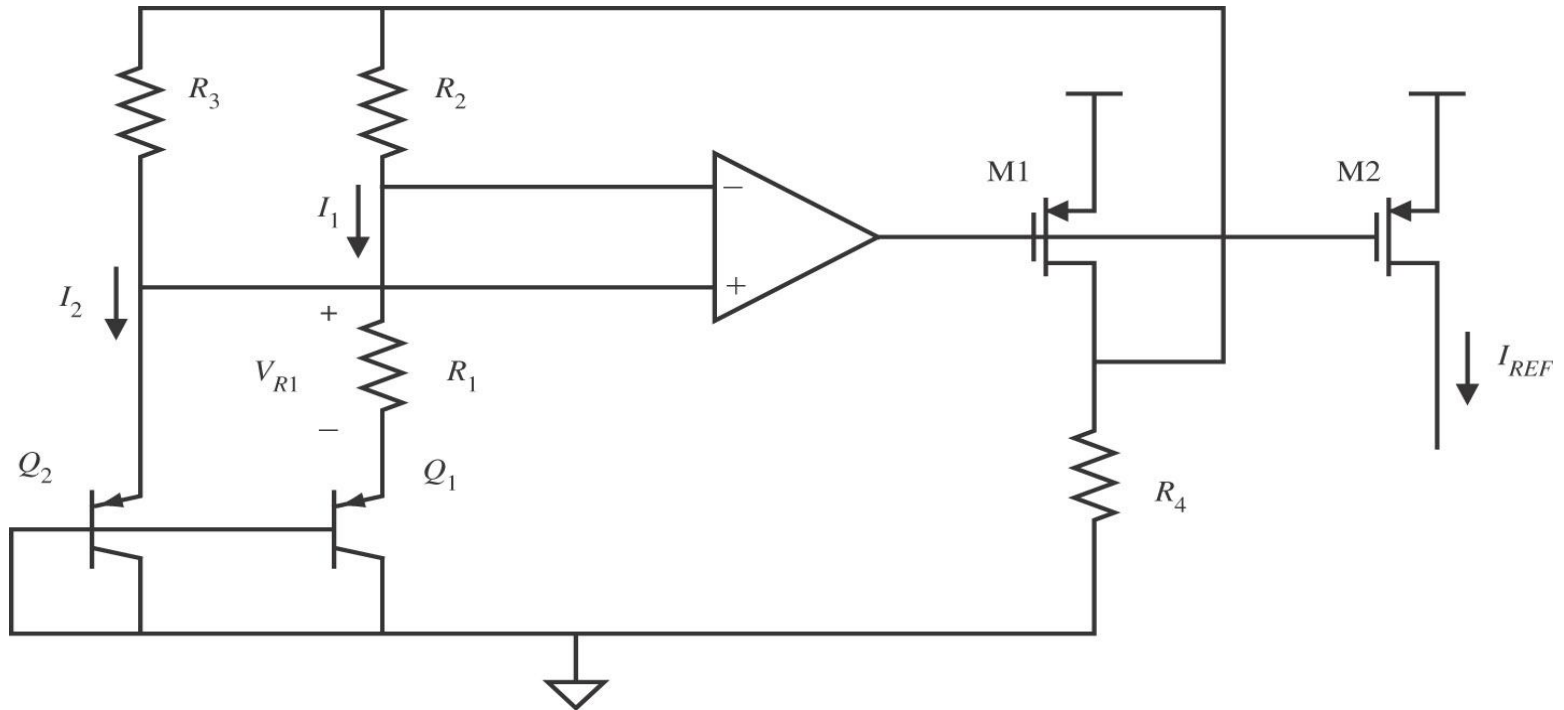 R3
R2
M1
M2
−
I1
I2
+
+
VR1
R1
IREF
−
Q2
Q1
R4